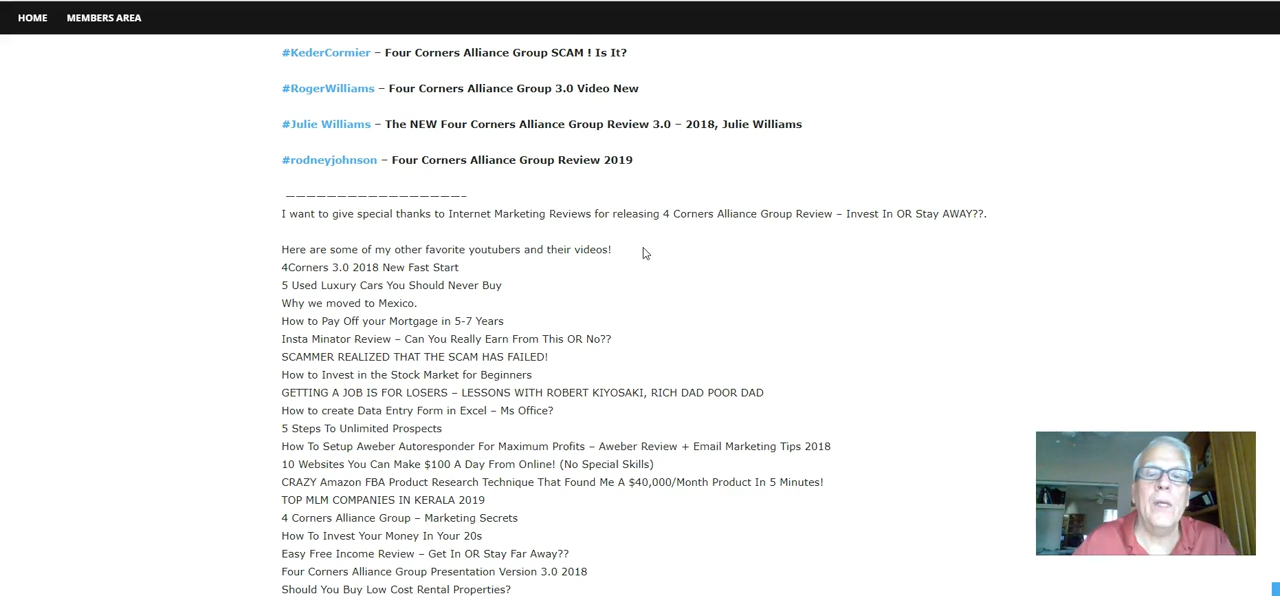 HOME MEMBERS AREA
#KederCormier – Four Corners Alliance Group SCAM ! Is It?
#RogerWilliams – Four Corners Alliance Group 3.0 Video New
#Julie Williams – The NEW Four Corners Alliance Group Review 3.0 – 2018, Julie Williams
#rodneyjohnson – Four Corners Alliance Group Review 2019
—————————————————–
I want to give special thanks to Internet Marketing Reviews for releasing 4 Corners Alliance Group Review – Invest In OR Stay AWAY??.
Here are some of my other favorite youtubers and their videos!
4Corners 3.0 2018 New Fast Start
5 Used Luxury Cars You Should Never Buy
Why we moved to Mexico.
How to Pay Off your Mortgage in 5-7 Years
Insta Minator Review – Can You Really Earn From This OR No??
SCAMMER REALIZED THAT THE SCAM HAS FAILED!
How to Invest in the Stock Market for Beginners
GETTING A JOB IS FOR LOSERS – LESSONS WITH ROBERT KIYOSAKI, RICH DAD POOR DAD
How to create Data Entry Form in Excel – Ms Office?
5 Steps To Unlimited Prospects
How To Setup Aweber Autoresponder For Maximum Profits – Aweber Review + Email Marketing Tips 2018
10 Websites You Can Make $100 A Day From Online! (No Special Skills)
CRAZY Amazon FBA Product Research Technique That Found Me A $40,000/Month Product In 5 Minutes!
TOP MLM COMPANIES IN KERALA 2019
4 Corners Alliance Group – Marketing Secrets
How To Invest Your Money In Your 20s
Easy Free Income Review – Get In OR Stay Far Away??
Four Corners Alliance Group Presentation Version 3.0 2018
Should You Buy Low Cost Rental Properties?